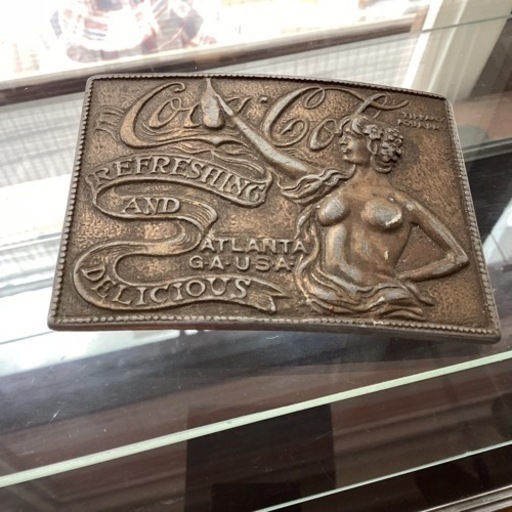 Coca-Cola
REFRESHING
AND
DELICIOUS
ATLANTA
GA·USA